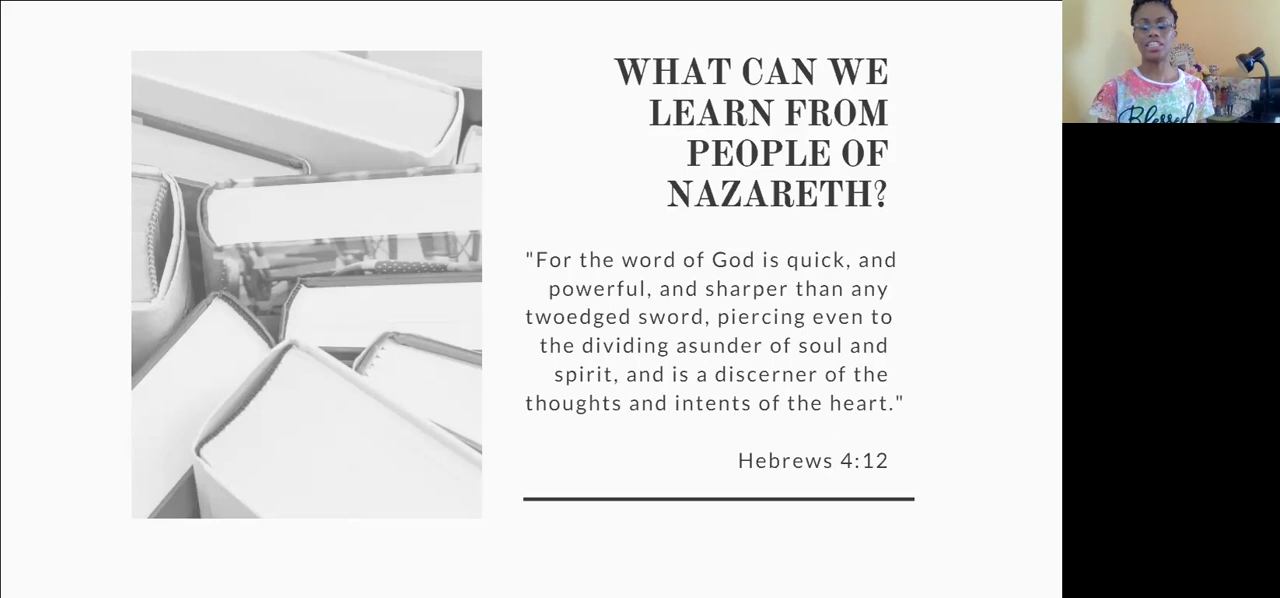 WHAT CAN WE
LEARN FROM
PEOPLE OF
NAZARETH?
"For the word of God is quick, and
powerful, and sharper than any
twoedged sword, piercing even to
the dividing asunder of soul and
spirit, and is a discerner of the
thoughts and intents of the heart."
Hebrews 4:12
Blessed